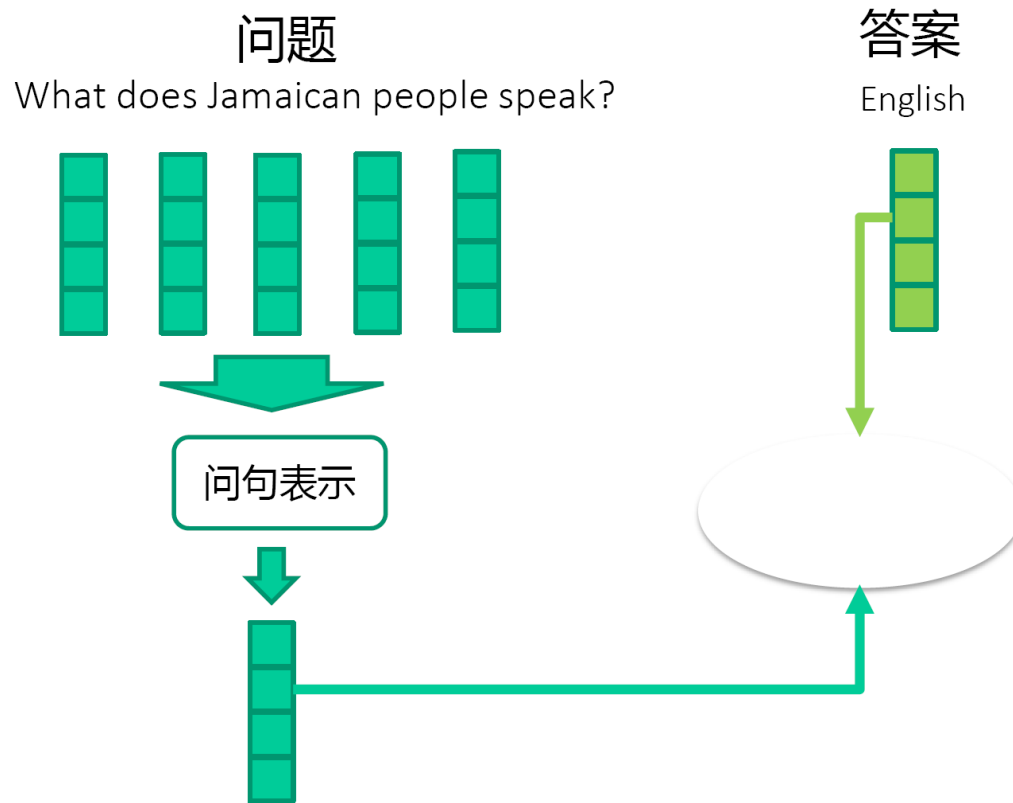 问题
What does Jamaican people speak?
答案
English
问句表示